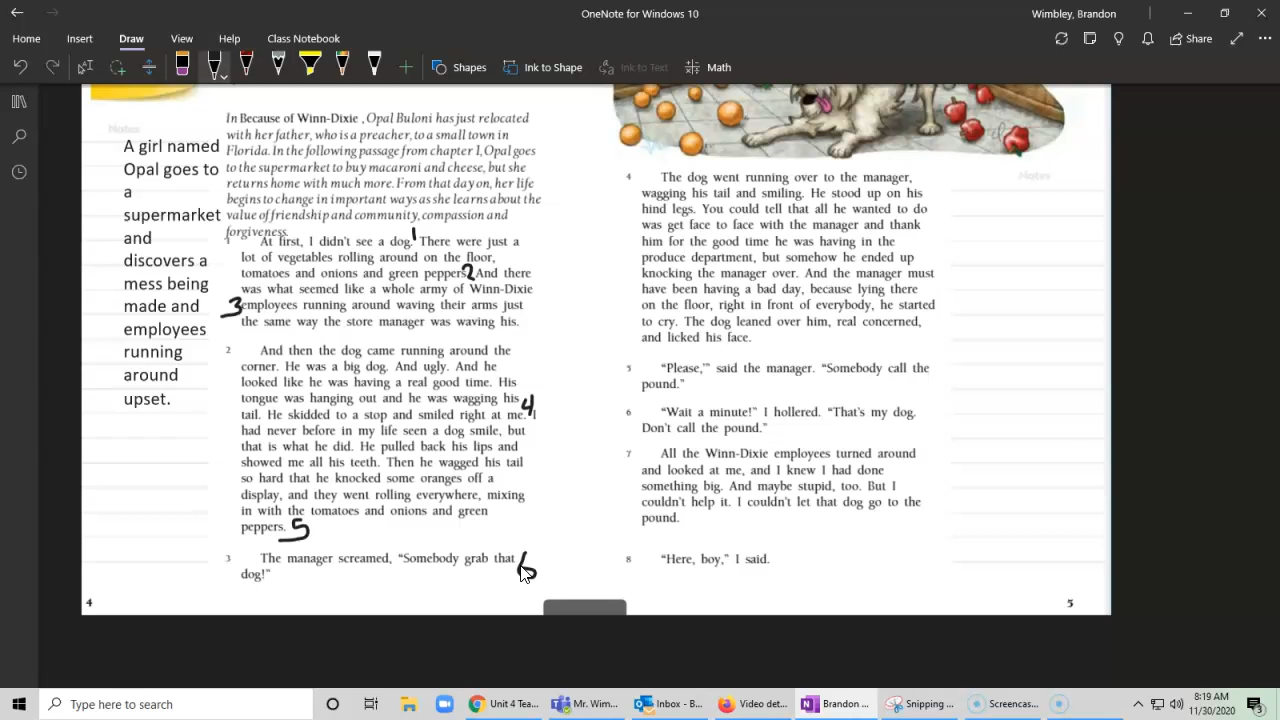 OneNote for Windows 10
Wimbley, Brandon
Home Insert Draw View Help Class Notebook
Share
Shapes Ink to Shape Ink to Text Math
Notes
A girl named
Opal goes to
a
supermarket
and
discovers a
mess being
made and
employees
running
around
upset.
In Because of Winn-Dixie , Opal Buloni has just relocated
with her father, who is a preacher, to a small town in
Florida. In the following passage from chapter 1, Opal goes
to the supermarket to buy macaroni and cheese, but she
returns home with much more. From that day on, her life
begins to change in important ways as she learns about the
value of friendship and community, compassion and
forgiveness.
1 At first, I didn't see a dog. 1 There were just a
lot of vegetables rolling around on the floor,
tomatoes and onions and green peppers. 2 And there
was what seemed like a whole army of Winn-Dixie
3 employees running around waving their arms just
the same way the store manager was waving his.
2 And then the dog came running around the
corner. He was a big dog. And ugly. And he
looked like he was having a real good time. His
tongue was hanging out and he was wagging his 4
tail. He skidded to a stop and smiled right at me. I
had never before in my life seen a dog smile, but
that is what he did. He pulled back his lips and
showed me all his teeth. Then he wagged his tail
so hard that he knocked some oranges off a
display, and they went rolling everywhere, mixing
in with the tomatoes and onions and green
peppers. 5
3 The manager screamed, “Somebody grab that 6
dog!”
4
4 The dog went running over to the manager,
wagging his tail and smiling. He stood up on his
hind legs. You could tell that all he wanted to do
was get face to face with the manager and thank
him for the good time he was having in the
produce department, but somehow he ended up
knocking the manager over. And the manager must
have been having a bad day, because lying there
on the floor, right in front of everybody, he started
to cry. The dog leaned over him, real concerned,
and licked his face.
5 “Please,’” said the manager. “Somebody call the
pound.”
6 “Wait a minute!” I hollered. “That's my dog.
Don't call the pound.”
7 All the Winn-Dixie employees turned around
and looked at me, and I knew I had done
something big. And maybe stupid, too. But I
couldn't help it. I couldn't let that dog go to the
pound.
8 “Here, boy,” I said.
5
Notes
Type here to search
Unit 4 Tea... Mr. Wim... Inbox - B... Video det... Brandon ... Snipping ... Screencas...
8:19 AM
11/30/2020